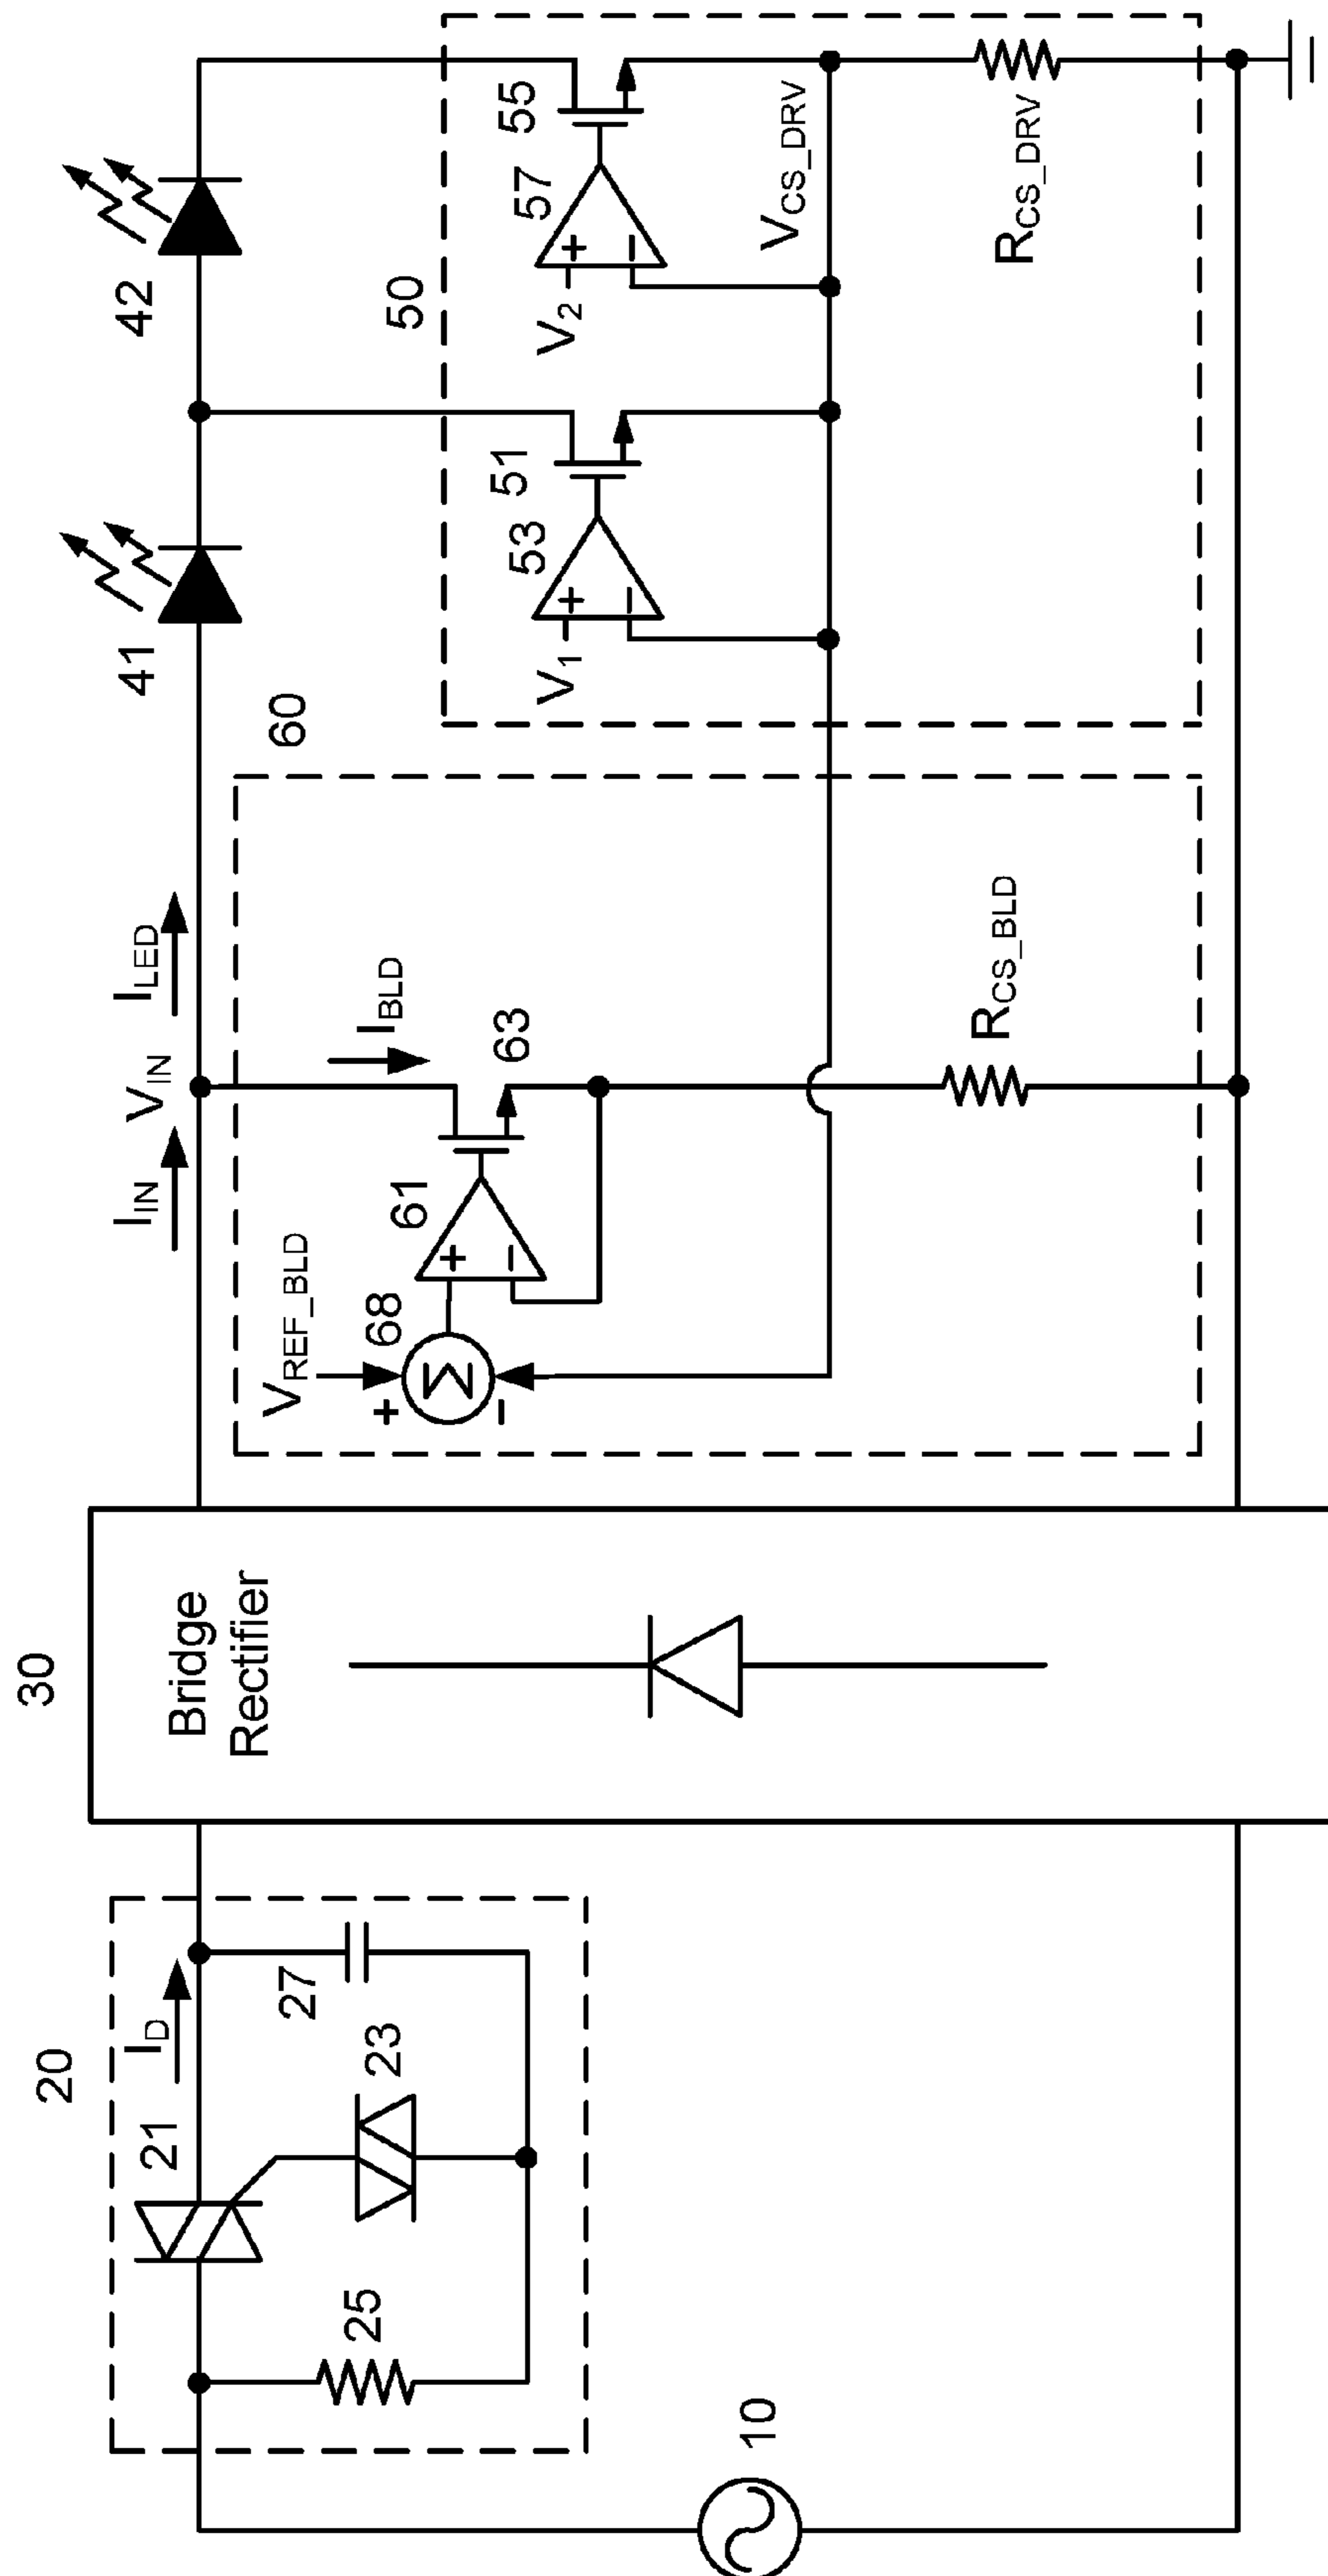 10
20
21
I_D
25
23
27
30
Bridge
Rectifier
I_IN
V_IN
I_LED
V_REF_BLD
+
68
Σ
−
61
+
−
I_BLD
63
R_CS_BLD
60
41
42
50
V_1
+
−
53
51
V_2
+
−
57
55
V_CS_DRV
R_CS_DRV